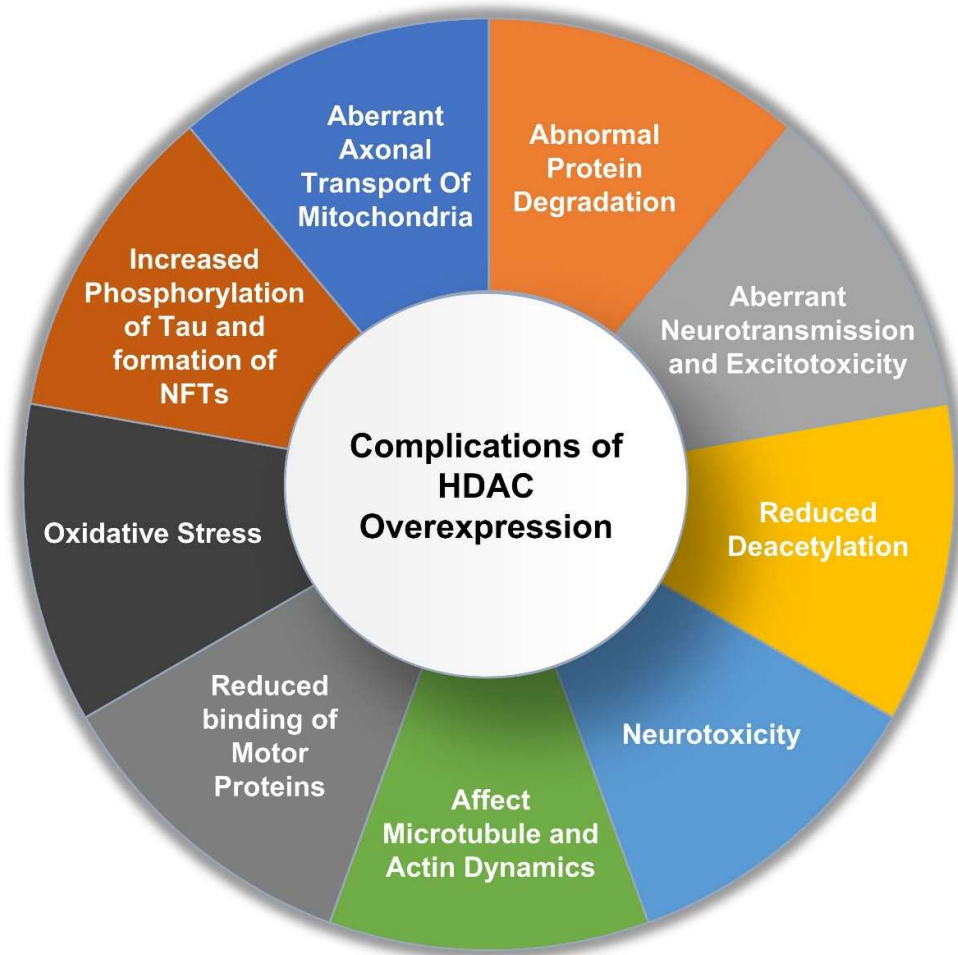 Complications of
HDAC
Overexpression
Abnormal
Protein
Degradation
Aberrant
Neurotransmission
and Excitotoxicity
Reduced
Deacetylation
Neurotoxicity
Affect
Microtubule and
Actin Dynamics
Reduced
binding of
Motor
Proteins
Oxidative Stress
Increased
Phosphorylation
of Tau and
formation of
NFTs
Aberrant
Axonal
Transport Of
Mitochondria